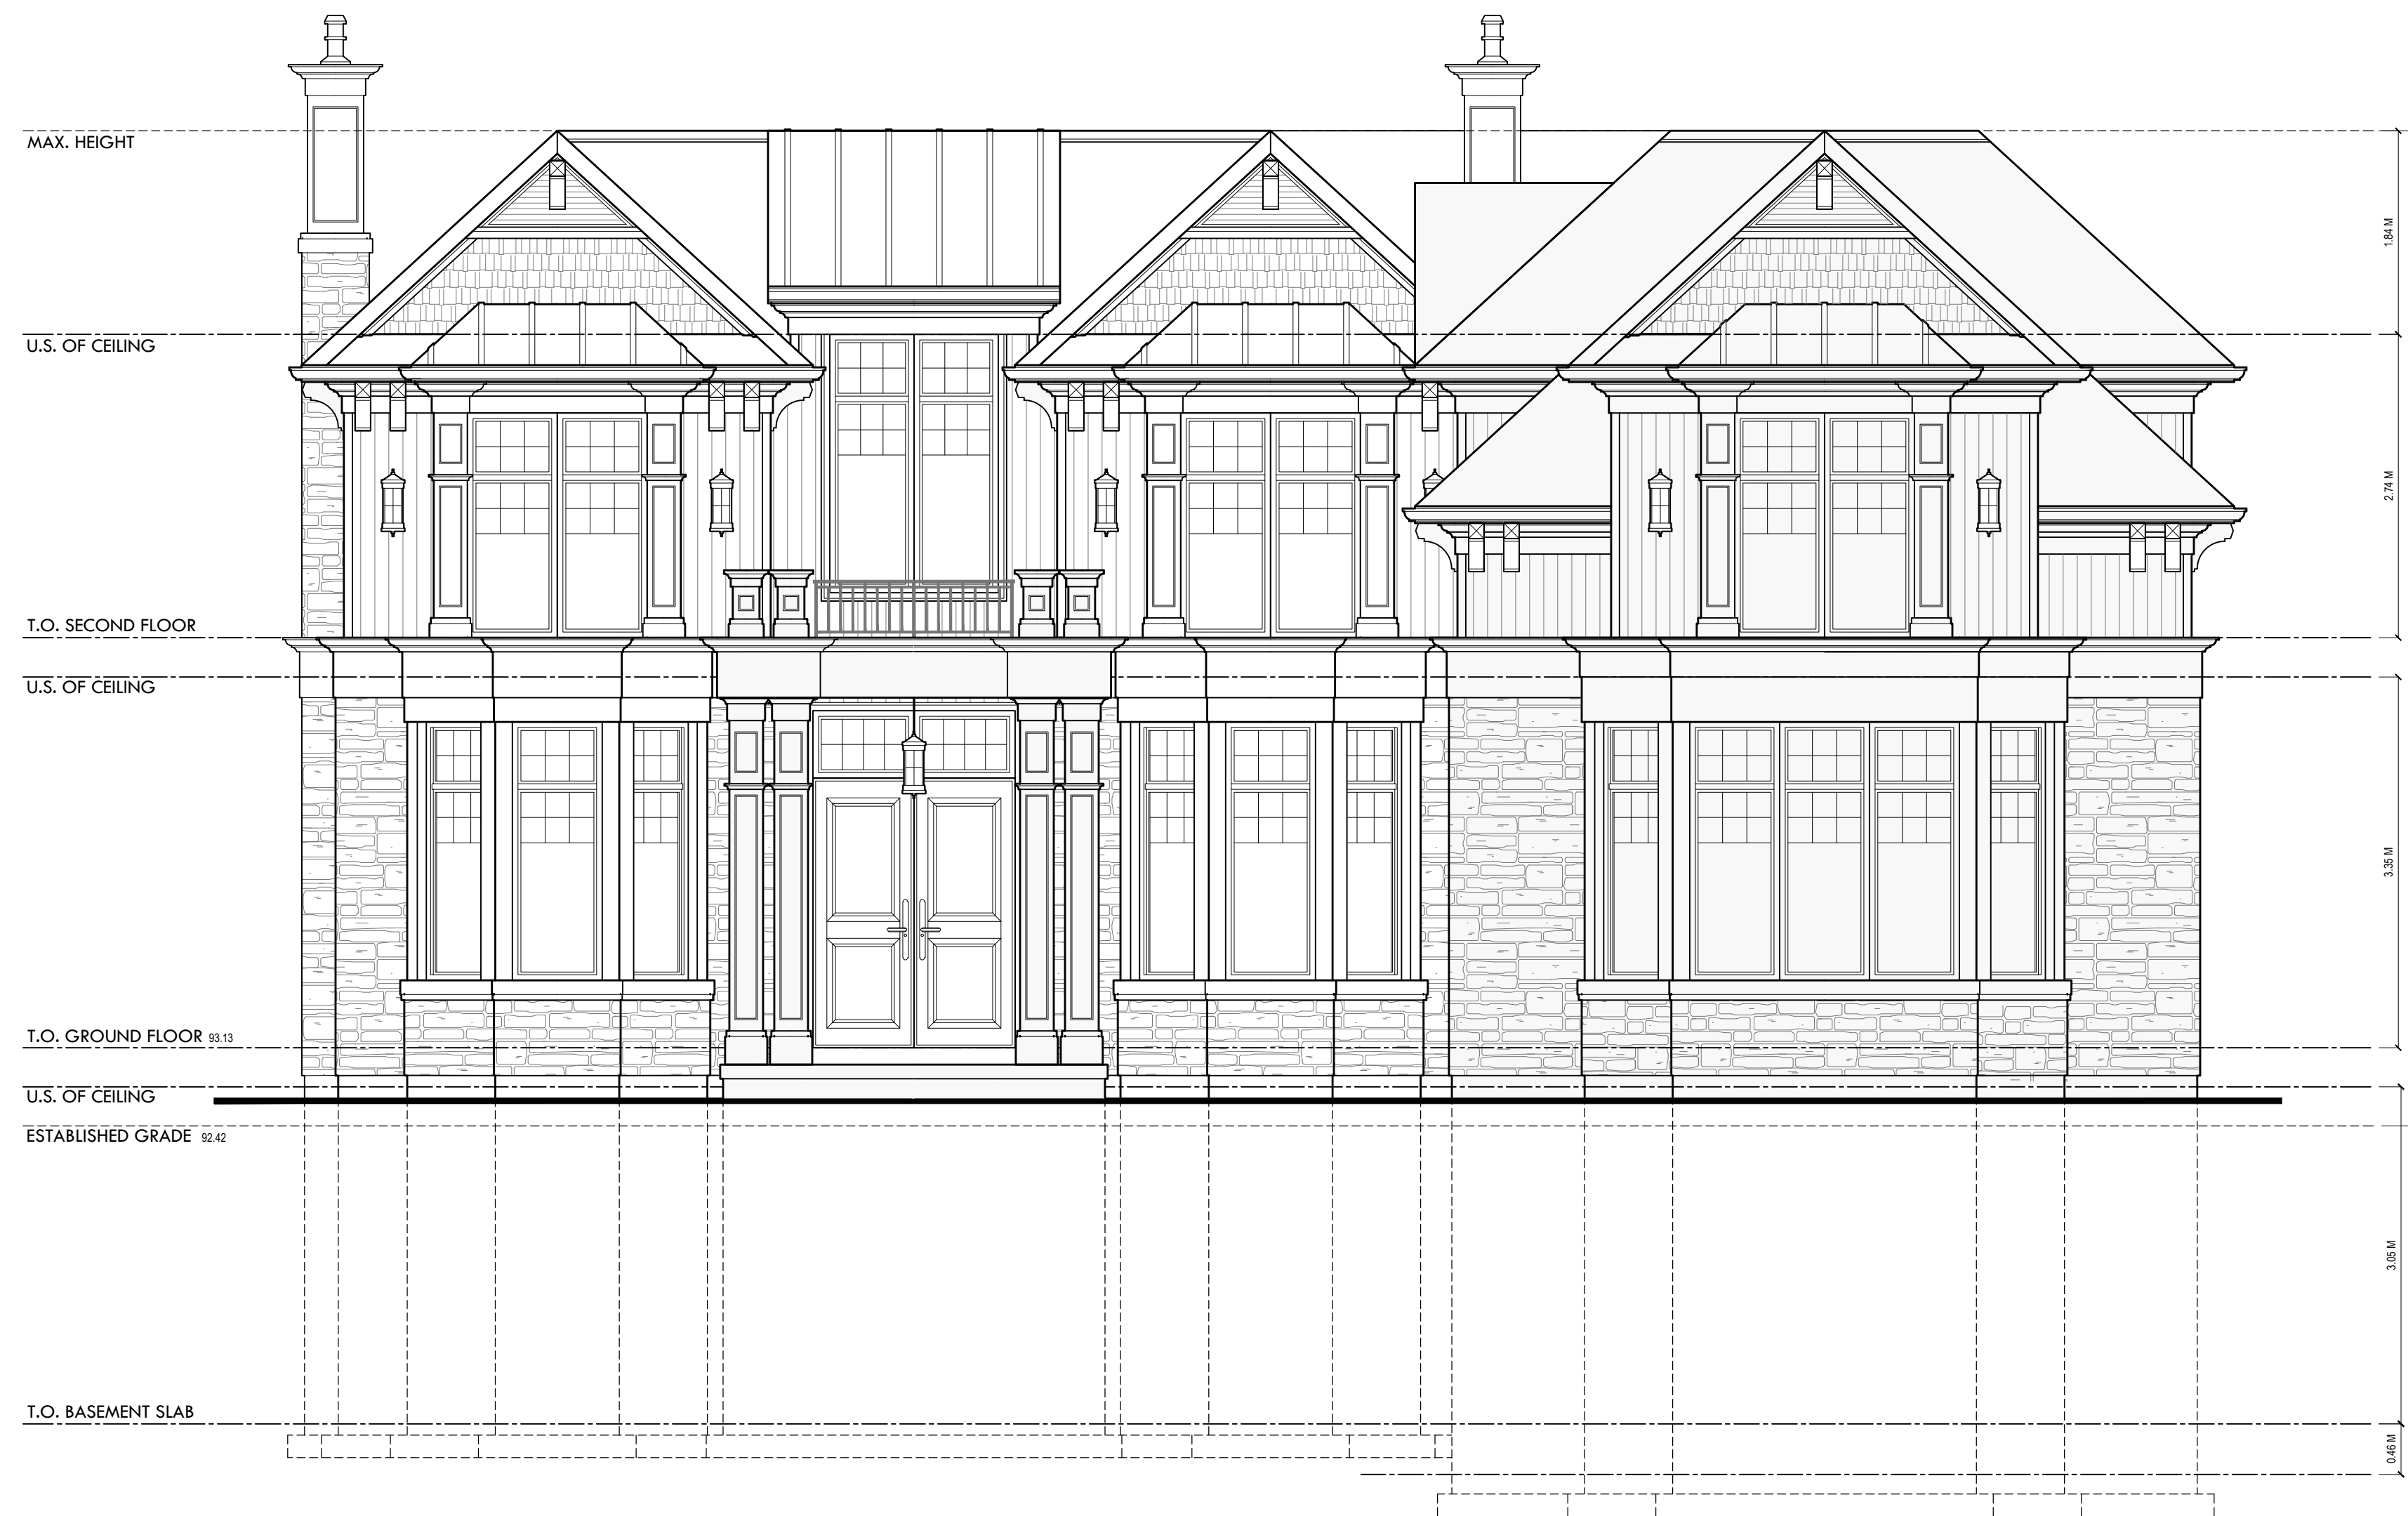 MAX. HEIGHT
1.84 M
U.S. OF CEILING
2.74 M
T.O. SECOND FLOOR
U.S. OF CEILING
3.35 M
T.O. GROUND FLOOR 93.13
U.S. OF CEILING
ESTABLISHED GRADE 92.42
3.05 M
T.O. BASEMENT SLAB
0.46 M